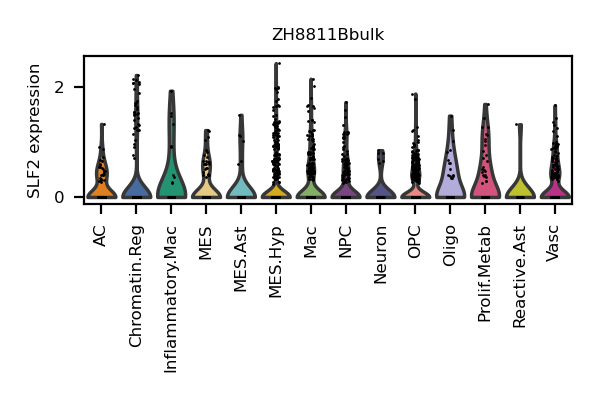 ZH8811Bbulk
SLF2 expression
2
0
AC
Chromatin.Reg
Inflammatory.Mac
MES
MES.Ast
MES.Hyp
Mac
NPC
Neuron
OPC
Oligo
Prolif.Metab
Reactive.Ast
Vasc